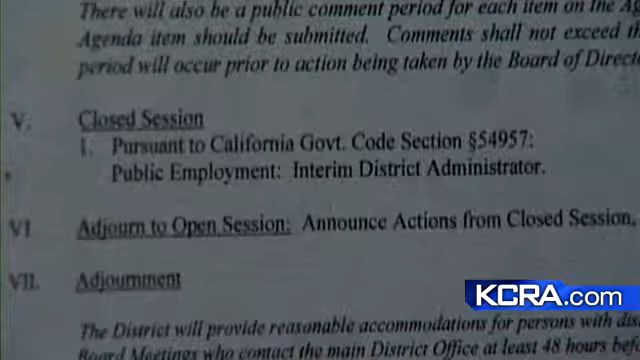 There will also be a public comment period for each item on the Ag
Agenda item should be submitted. Comments shall not exceed th
period will occur prior to action being taken by the Board of Direct
V. Closed Session
1. Pursuant to California Govt. Code Section §54957:
Public Employment: Interim District Administrator.
VI Adjourn to Open Session: Announce Actions from Closed Session,
VII. Adjournment
KCRA.com
The District will provide reasonable accommodations for persons with dis
Board Meetings who contact the main District Office at least 48 hours bef